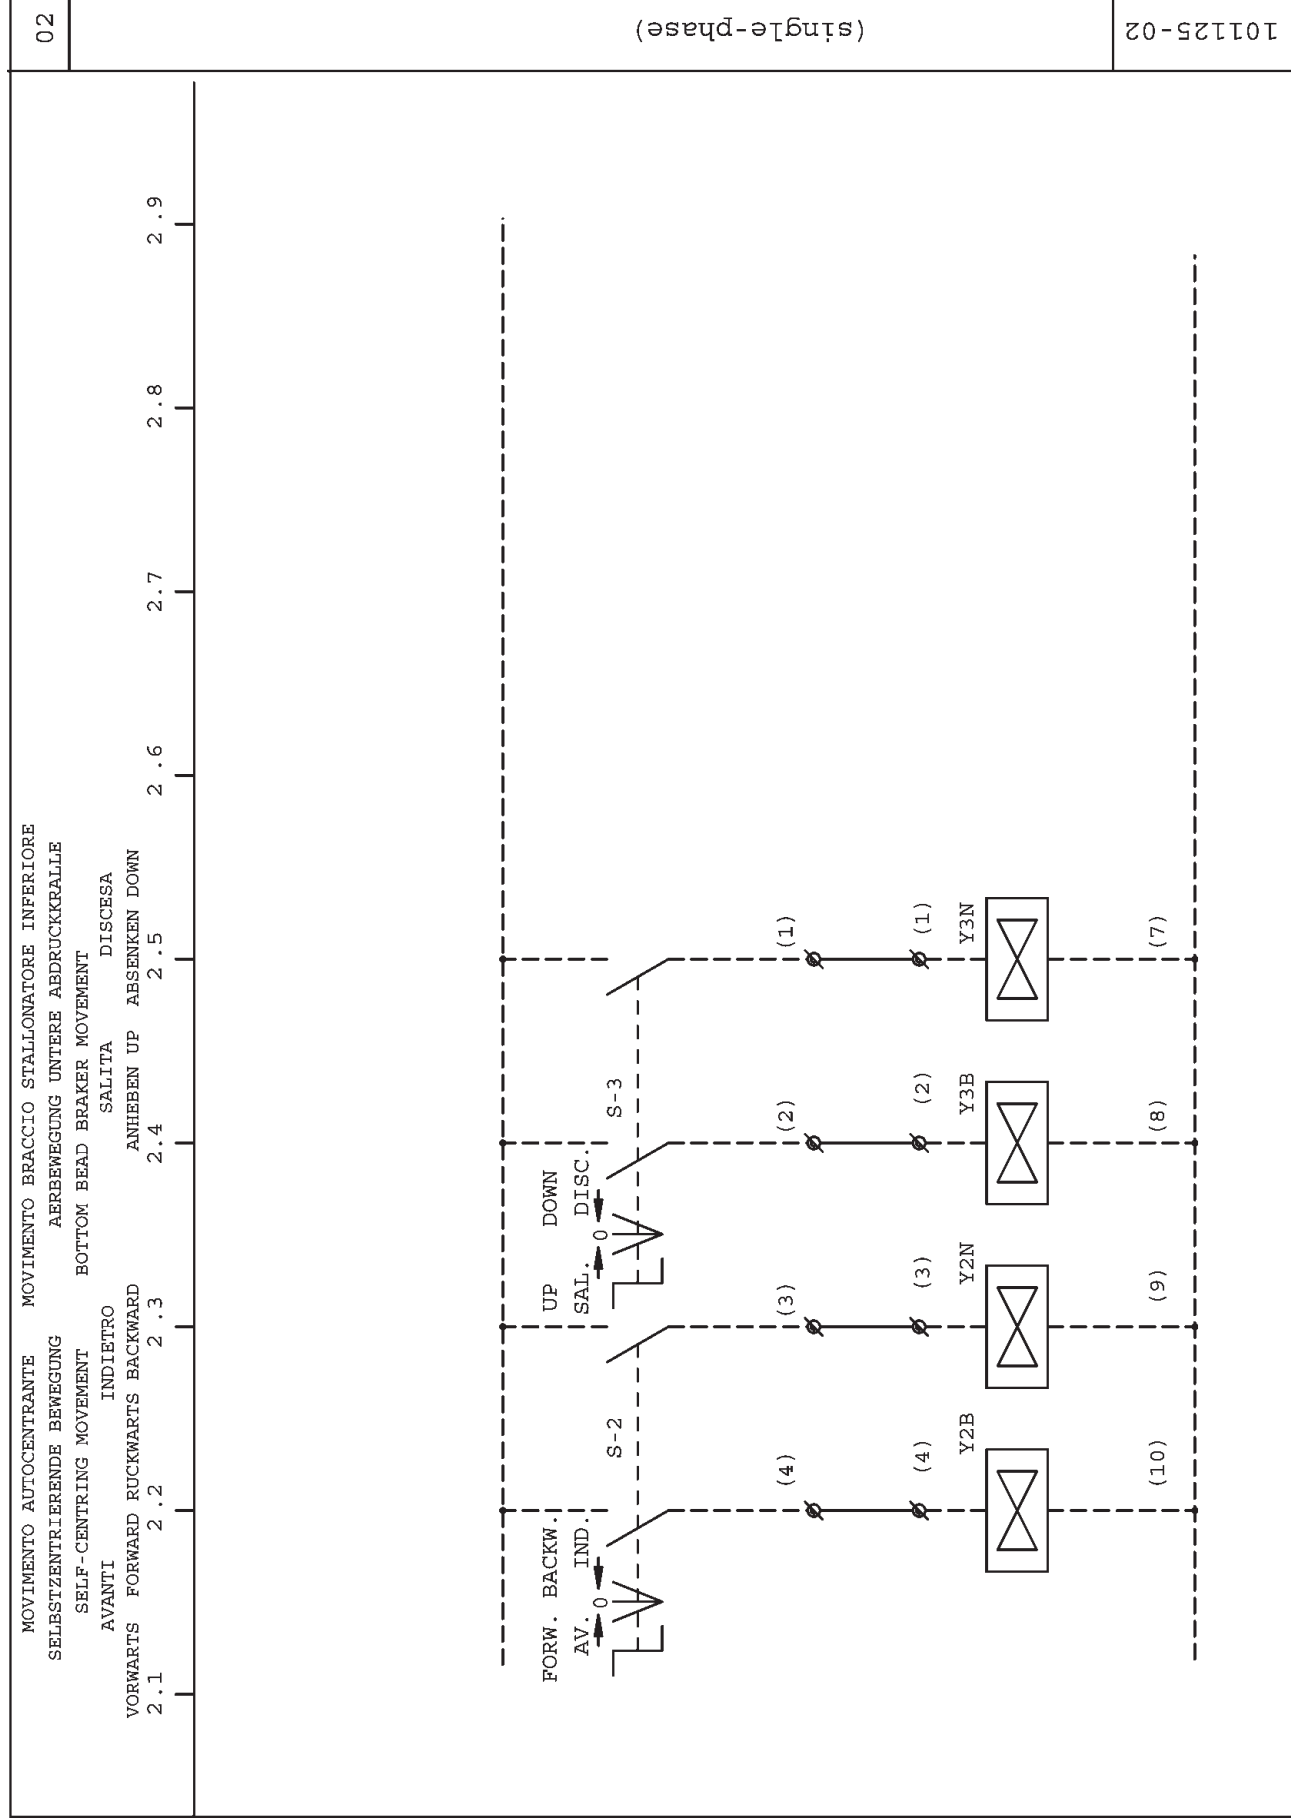 MOVIMENTO AUTOCENTRANTE
SELBSTZENTRIERENDE BEWEGUNG
SELF-CENTRING MOVEMENT
AVANTI INDIETRO
VORWARTS FORWARD RUCKWARTS BACKWARD
MOVIMENTO BRACCIO STALLONATORE INFERIORE
AERBEWEGUNG UNTERE ABDRUCKKRALLE
BOTTOM BEAD BRAKER MOVEMENT
SALITA DISCESA
ANHEBEN UP ABSENKEN DOWN
02
2.1 2.2 2.3 2.4 2.5 2.6 2.7 2.8 2.9
FORW. BACKW.
AV. IND.
0
S-2
UP DOWN
SAL. DISC.
0
S-3
(4) (3) (2) (1)
(4) (3) (2) (1)
Y2B Y2N Y3B Y3N
(10) (9) (8) (7)
(single-phase)
101125-02